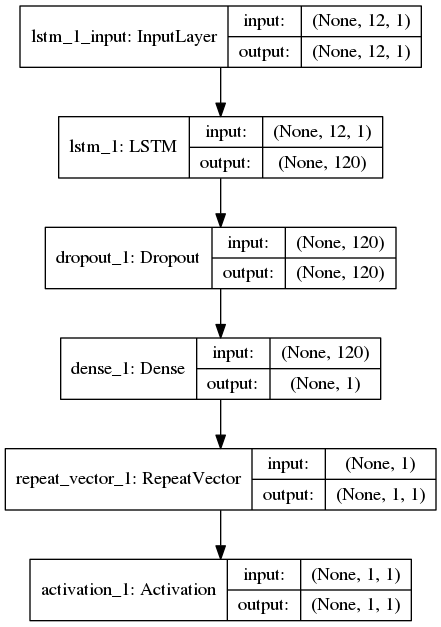 lstm_1_input: InputLayer
input: (None, 12, 1)
output: (None, 12, 1)
lstm_1: LSTM
input: (None, 12, 1)
output: (None, 120)
dropout_1: Dropout
input: (None, 120)
output: (None, 120)
dense_1: Dense
input: (None, 120)
output: (None, 1)
repeat_vector_1: RepeatVector
input: (None, 1)
output: (None, 1, 1)
activation_1: Activation
input: (None, 1, 1)
output: (None, 1, 1)